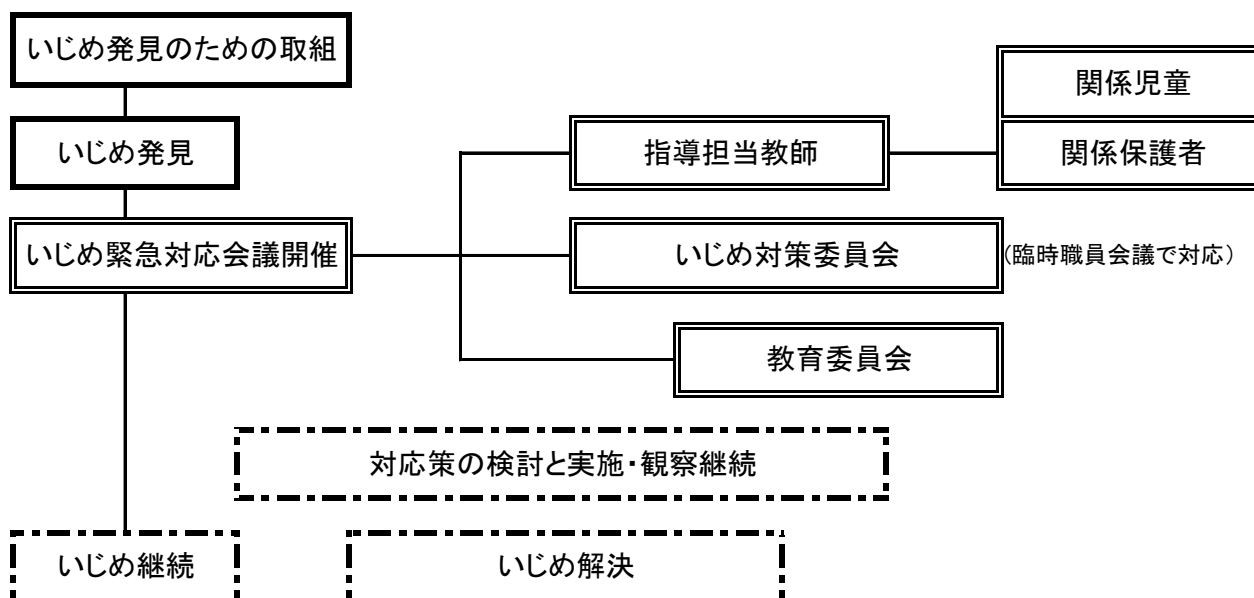 いじめ発見のための取組
関係児童
いじめ発見
指導担当教師
関係保護者
いじめ緊急対応会議開催
いじめ対策委員会
(臨時職員会議で対応)
教育委員会
対応策の検討と実施・観察継続
いじめ継続
いじめ解決